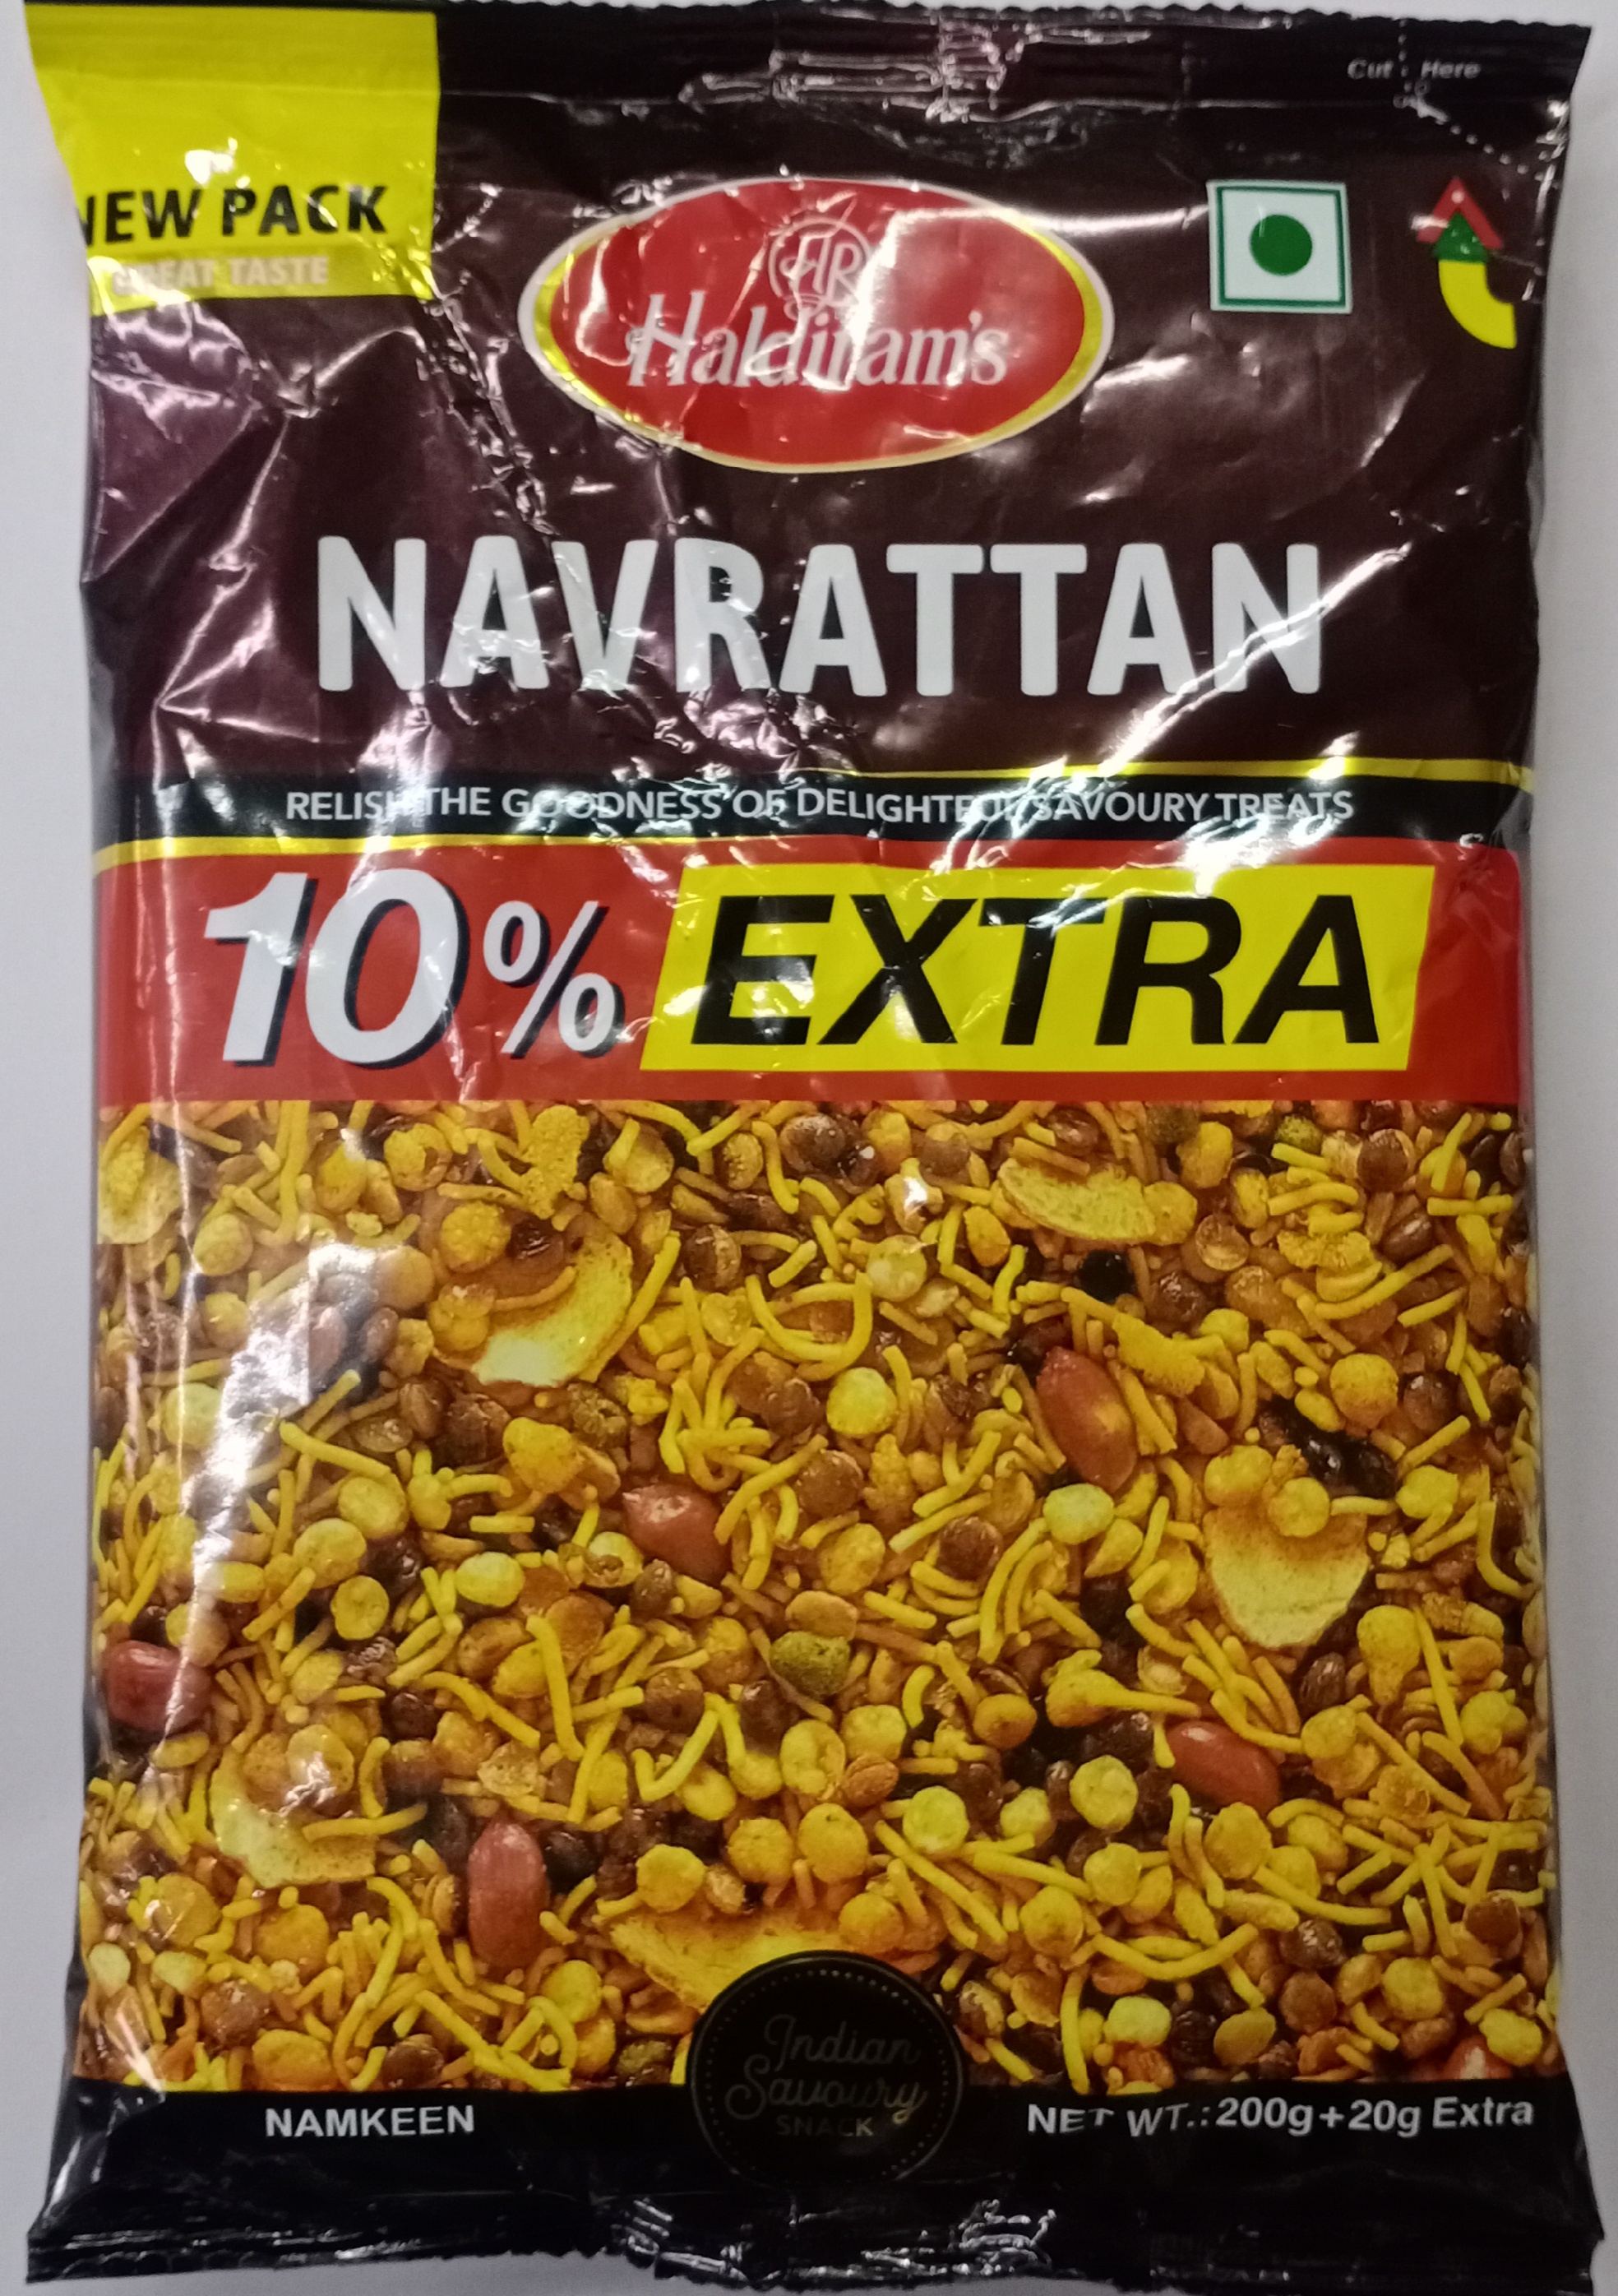 Cut Here
NEW PACK
GREAT TASTE
HR
Haldiram's
NAVRATTAN
RELISH THE GOODNESS OF DELIGHTFUL SAVOURY TREATS
10% EXTRA
Indian
Savoury
SNACK
NAMKEEN
NET WT.: 200g+20g Extra